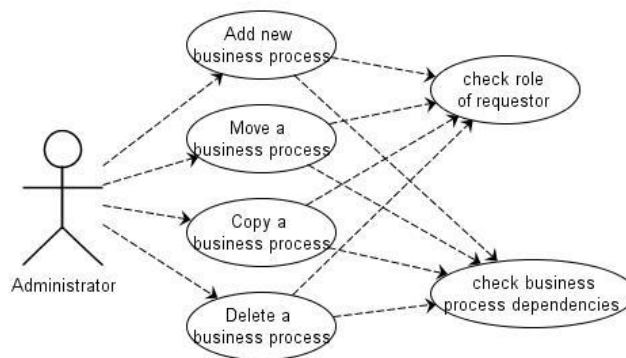 Add new
business process
check role
of requestor
Move a
business process
Copy a
business process
Administrator
check business
process dependencies
Delete a
business process